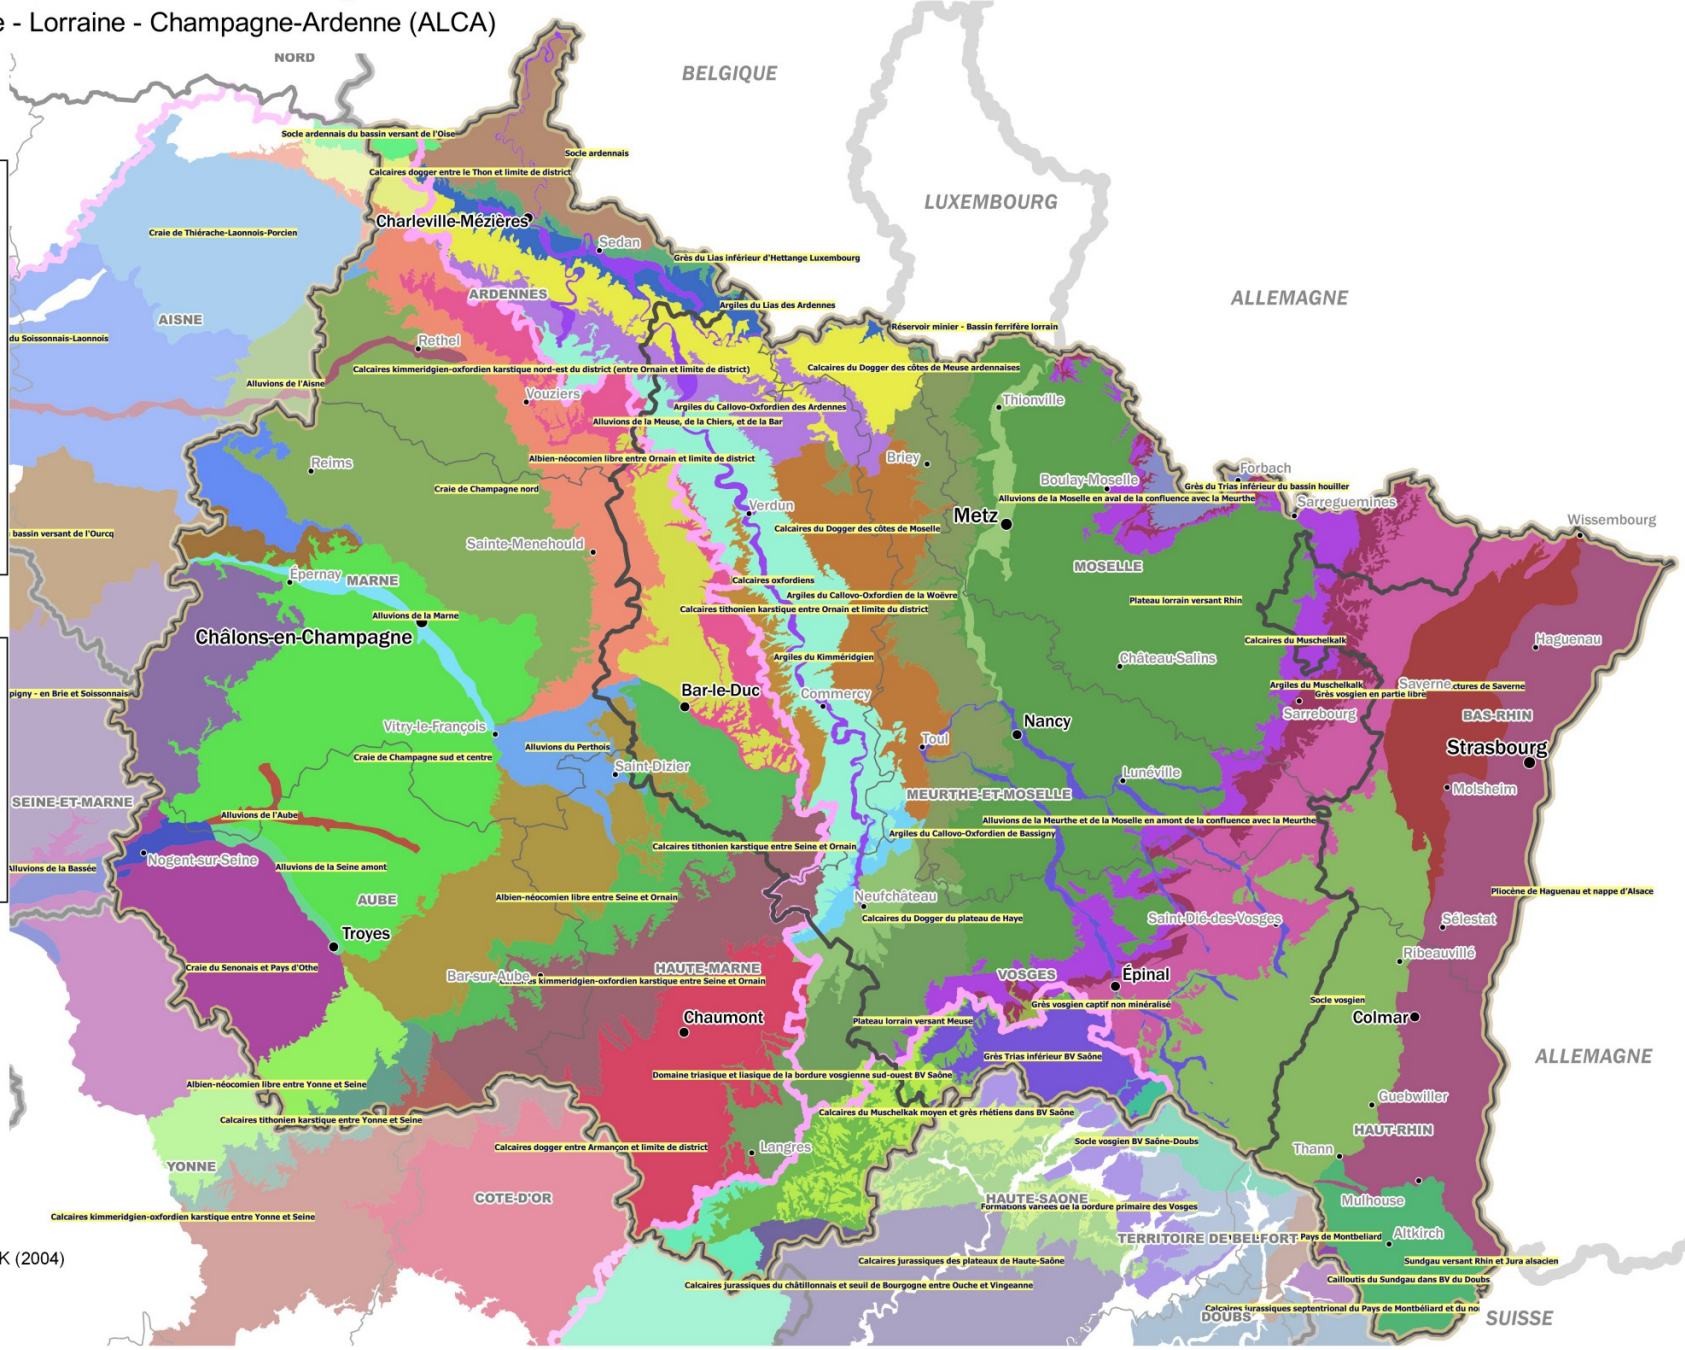 - Lorraine - Champagne-Ardenne (ALCA)
NORD
BELGIQUE
Socle ardennais du bassin versant de l'Oise
Socle ardennais
Calcaires dogger entre le Thon et limite de district
LUXEMBOURG
Charleville-Mézières
Craie de Thiérache-Laonnois-Porcien
Sedan
Grès du Lias inférieur d'Hettange Luxembourg
ARDENNES
ALLEMAGNE
Argiles du Lias des Ardennes
AISNE
Réservoir minier - Bassin ferrifère lorrain
du Soissonnais-Laonnois
Rethel
Calcaires kimmeridgien-oxfordien karstique nord-est du district (entre Ornain et limite de district)
Calcaires du Dogger des côtes de Meuse ardennaises
Alluvions de l'Aisne
Vouziers
Thionville
Argiles du Callovo-Oxfordien des Ardennes
Alluvions de la Meuse, de la Chiers, et de la Bar
Albien-néocomien libre entre Ornain et limite de district
Briey
Reims
Forbach
Boulay-Moselle
Grès du Trias inférieur du bassin houiller
Craie de Champagne nord
Alluvions de la Moselle en aval de la confluence avec la Meurthe
Sarreguemines
Verdun
Metz
Wissembourg
Calcaires du Dogger des côtes de Moselle
bassin versant de l'Ourcq
Sainte-Menehould
MOSELLE
Épernay
MARNE
Calcaires oxfordiens
Argiles du Callovo-Oxfordien de la Woëvre
Plateau lorrain versant Rhin
Calcaires tithonien karstique entre Ornain et limite du district
Alluvions de la Marne
Châlons-en-Champagne
Calcaires du Muschelkalk
Haguenau
Argiles du Kimméridgien
Château-Salins
Argiles du Muschelkalk
Saverne
ctures de Saverne
pigny - en Brie et Soissonnais
Bar-le-Duc
Commercy
Grès vosgien en partie libre
Sarrebourg
BAS-RHIN
Vitry-le-François
Nancy
Toul
Alluvions du Perthois
Strasbourg
Craie de Champagne sud et centre
Saint-Dizier
Lunéville
SEINE-ET-MARNE
MEURTHE-ET-MOSELLE
Molsheim
Alluvions de l'Aube
Alluvions de la Meurthe et de la Moselle en amont de la confluence avec la Meurthe
Argiles du Callovo-Oxfordien de Bassigny
Calcaires tithonien karstique entre Seine et Ornain
Nogent-sur-Seine
Alluvions de la Bassée
Alluvions de la Seine amont
Pliocène de Haguenau et nappe d'Alsace
AUBE
Albien-néocomien libre entre Seine et Ornain
Neufchâteau
Calcaires du Dogger du plateau de Haye
Saint-Dié-des-Vosges
Sélestat
Troyes
Ribeauvillé
Craie du Senonais et Pays d'Othe
HAUTE-MARNE
Bar-sur-Aube
es kimmeridgien-oxfordien karstique entre Seine et Ornain
VOSGES
Épinal
Socle vosgien
Grès vosgien captif non minéralisé
Chaumont
Plateau lorrain versant Meuse
Colmar
Grès Trias inférieur BV Saône
ALLEMAGNE
Domaine triasique et liasique de la bordure vosgienne sud-ouest BV Saône
Albien-néocomien libre entre Yonne et Seine
Guebwiller
Calcaires tithonien karstique entre Yonne et Seine
Calcaires du Muschelkak moyen et grès rhétiens dans BV Saône
HAUT-RHIN
Calcaires dogger entre Armançon et limite de district
Langres
Socle vosgien BV Saône-Doubs
Thann
YONNE
COTE-D'OR
HAUTE-SAONE
Formations variées de la bordure primaire des Vosges
Mulhouse
Calcaires kimmeridgien-oxfordien karstique entre Yonne et Seine
TERRITOIRE DE BELFORT
Pays de Montbeliard
Altkirch
K (2004)
Calcaires jurassiques des plateaux de Haute-Saône
Sundgau versant Rhin et Jura alsacien
Calcaires jurassiques du châtillonnais et seuil de Bourgogne entre Ouche et Vingeanne
Cailloutis du Sundgau dans BV du Doubs
Calcaires jurassiques septentrional du Pays de Montbéliard et du no
DOUBS
SUISSE